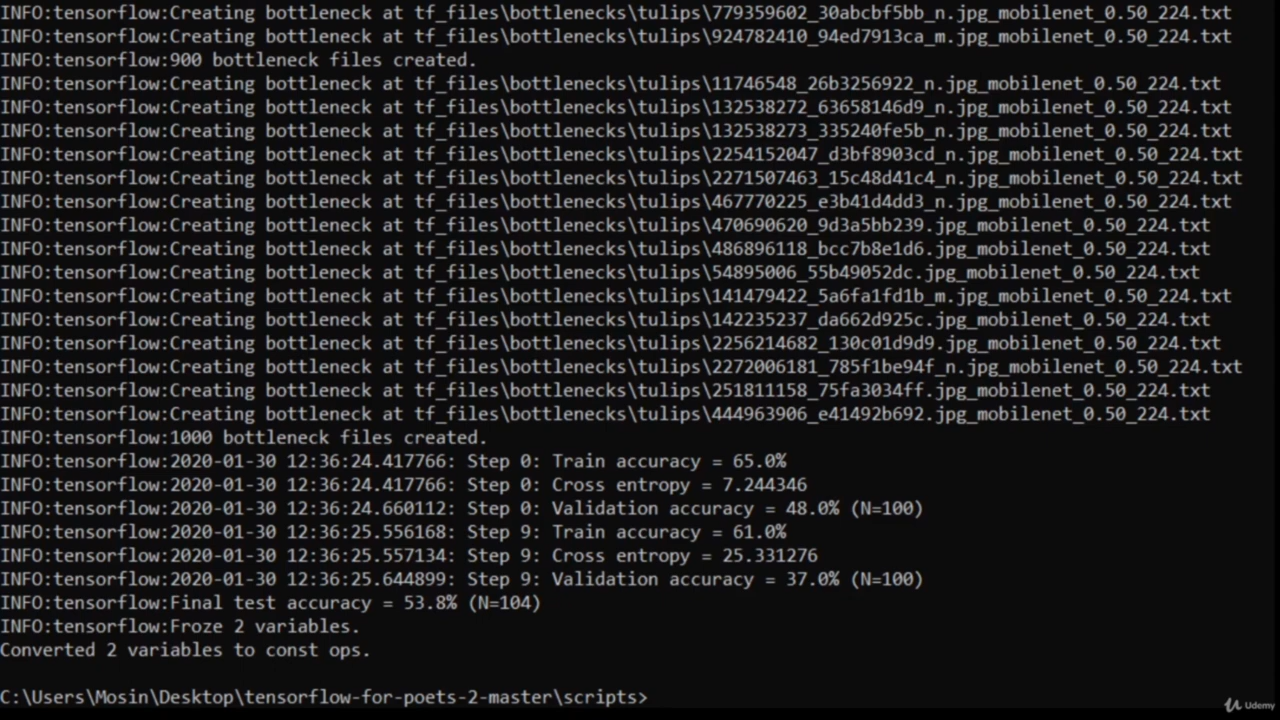 INFO:tensorflow:Creating bottleneck at tf_files\bottlenecks\tulips\779359602_30abcbf5bb_n.jpg_mobilenet_0.50_224.txt
INFO:tensorflow:Creating bottleneck at tf_files\bottlenecks\tulips\924782410_94ed7913ca_m.jpg_mobilenet_0.50_224.txt
INFO:tensorflow:900 bottleneck files created.
INFO:tensorflow:Creating bottleneck at tf_files\bottlenecks\tulips\11746548_26b3256922_n.jpg_mobilenet_0.50_224.txt
INFO:tensorflow:Creating bottleneck at tf_files\bottlenecks\tulips\132538272_63658146d9_n.jpg_mobilenet_0.50_224.txt
INFO:tensorflow:Creating bottleneck at tf_files\bottlenecks\tulips\132538273_335240fe5b_n.jpg_mobilenet_0.50_224.txt
INFO:tensorflow:Creating bottleneck at tf_files\bottlenecks\tulips\2254152047_d3bf8903cd_n.jpg_mobilenet_0.50_224.txt
INFO:tensorflow:Creating bottleneck at tf_files\bottlenecks\tulips\2271507463_15c48d41c4_n.jpg_mobilenet_0.50_224.txt
INFO:tensorflow:Creating bottleneck at tf_files\bottlenecks\tulips\467770225_e3b41d4dd3_n.jpg_mobilenet_0.50_224.txt
INFO:tensorflow:Creating bottleneck at tf_files\bottlenecks\tulips\470690620_9d3a5bb239.jpg_mobilenet_0.50_224.txt
INFO:tensorflow:Creating bottleneck at tf_files\bottlenecks\tulips\486896118_bcc7b8e1d6.jpg_mobilenet_0.50_224.txt
INFO:tensorflow:Creating bottleneck at tf_files\bottlenecks\tulips\54895006_55b49052dc.jpg_mobilenet_0.50_224.txt
INFO:tensorflow:Creating bottleneck at tf_files\bottlenecks\tulips\141479422_5a6fa1fd1b_m.jpg_mobilenet_0.50_224.txt
INFO:tensorflow:Creating bottleneck at tf_files\bottlenecks\tulips\142235237_da662d925c.jpg_mobilenet_0.50_224.txt
INFO:tensorflow:Creating bottleneck at tf_files\bottlenecks\tulips\2256214682_130c01d9d9.jpg_mobilenet_0.50_224.txt
INFO:tensorflow:Creating bottleneck at tf_files\bottlenecks\tulips\2272006181_785f1be94f_n.jpg_mobilenet_0.50_224.txt
INFO:tensorflow:Creating bottleneck at tf_files\bottlenecks\tulips\251811158_75fa3034ff.jpg_mobilenet_0.50_224.txt
INFO:tensorflow:Creating bottleneck at tf_files\bottlenecks\tulips\444963906_e41492b692.jpg_mobilenet_0.50_224.txt
INFO:tensorflow:1000 bottleneck files created.
INFO:tensorflow:2020-01-30 12:36:24.417766: Step 0: Train accuracy = 65.0%
INFO:tensorflow:2020-01-30 12:36:24.417766: Step 0: Cross entropy = 7.244346
INFO:tensorflow:2020-01-30 12:36:24.660112: Step 0: Validation accuracy = 48.0% (N=100)
INFO:tensorflow:2020-01-30 12:36:25.556168: Step 9: Train accuracy = 61.0%
INFO:tensorflow:2020-01-30 12:36:25.557134: Step 9: Cross entropy = 25.331276
INFO:tensorflow:2020-01-30 12:36:25.644899: Step 9: Validation accuracy = 37.0% (N=100)
INFO:tensorflow:Final test accuracy = 53.8% (N=104)
INFO:tensorflow:Froze 2 variables.
Converted 2 variables to const ops.
C:\Users\Mosin\Desktop\tensorflow-for-poets-2-master\scripts>
Udemy